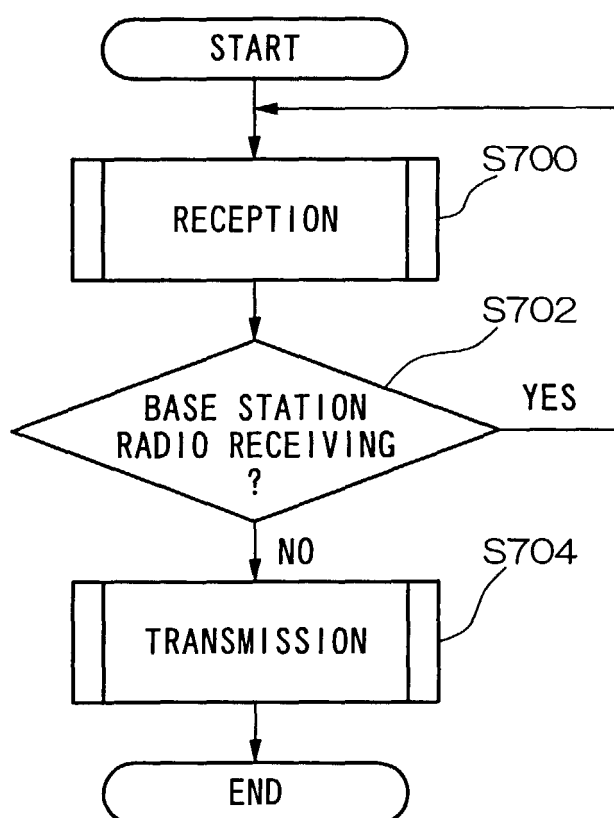 START
S700
RECEPTION
S702
BASE STATION
RADIO RECEIVING
?
YES
NO
S704
TRANSMISSION
END